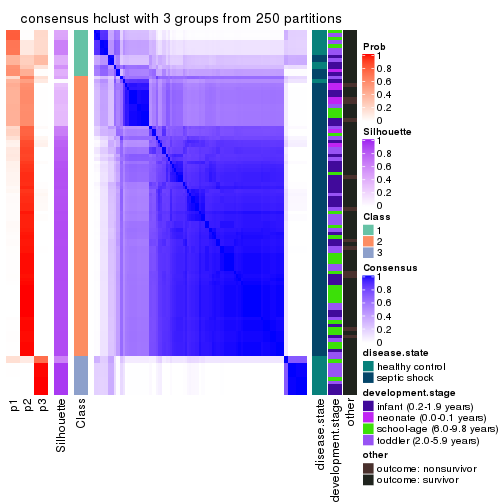 consensus hclust with 3 groups from 250 partitions
Prob
1
0.8
0.6
0.4
0.2
0
Silhouette
1
0.8
0.6
0.4
0.2
0
Class
1
2
3
Consensus
1
0.8
0.6
0.4
0.2
0
disease.state
healthy control
septic shock
development.stage
infant (0.2-1.9 years)
neonate (0.0-0.1 years)
school-age (6.0-9.8 years)
toddler (2.0-5.9 years)
other
outcome: nonsurvivor
outcome: survivor
p1
p2
p3
Silhouette
Class
disease.state
development.stage
other